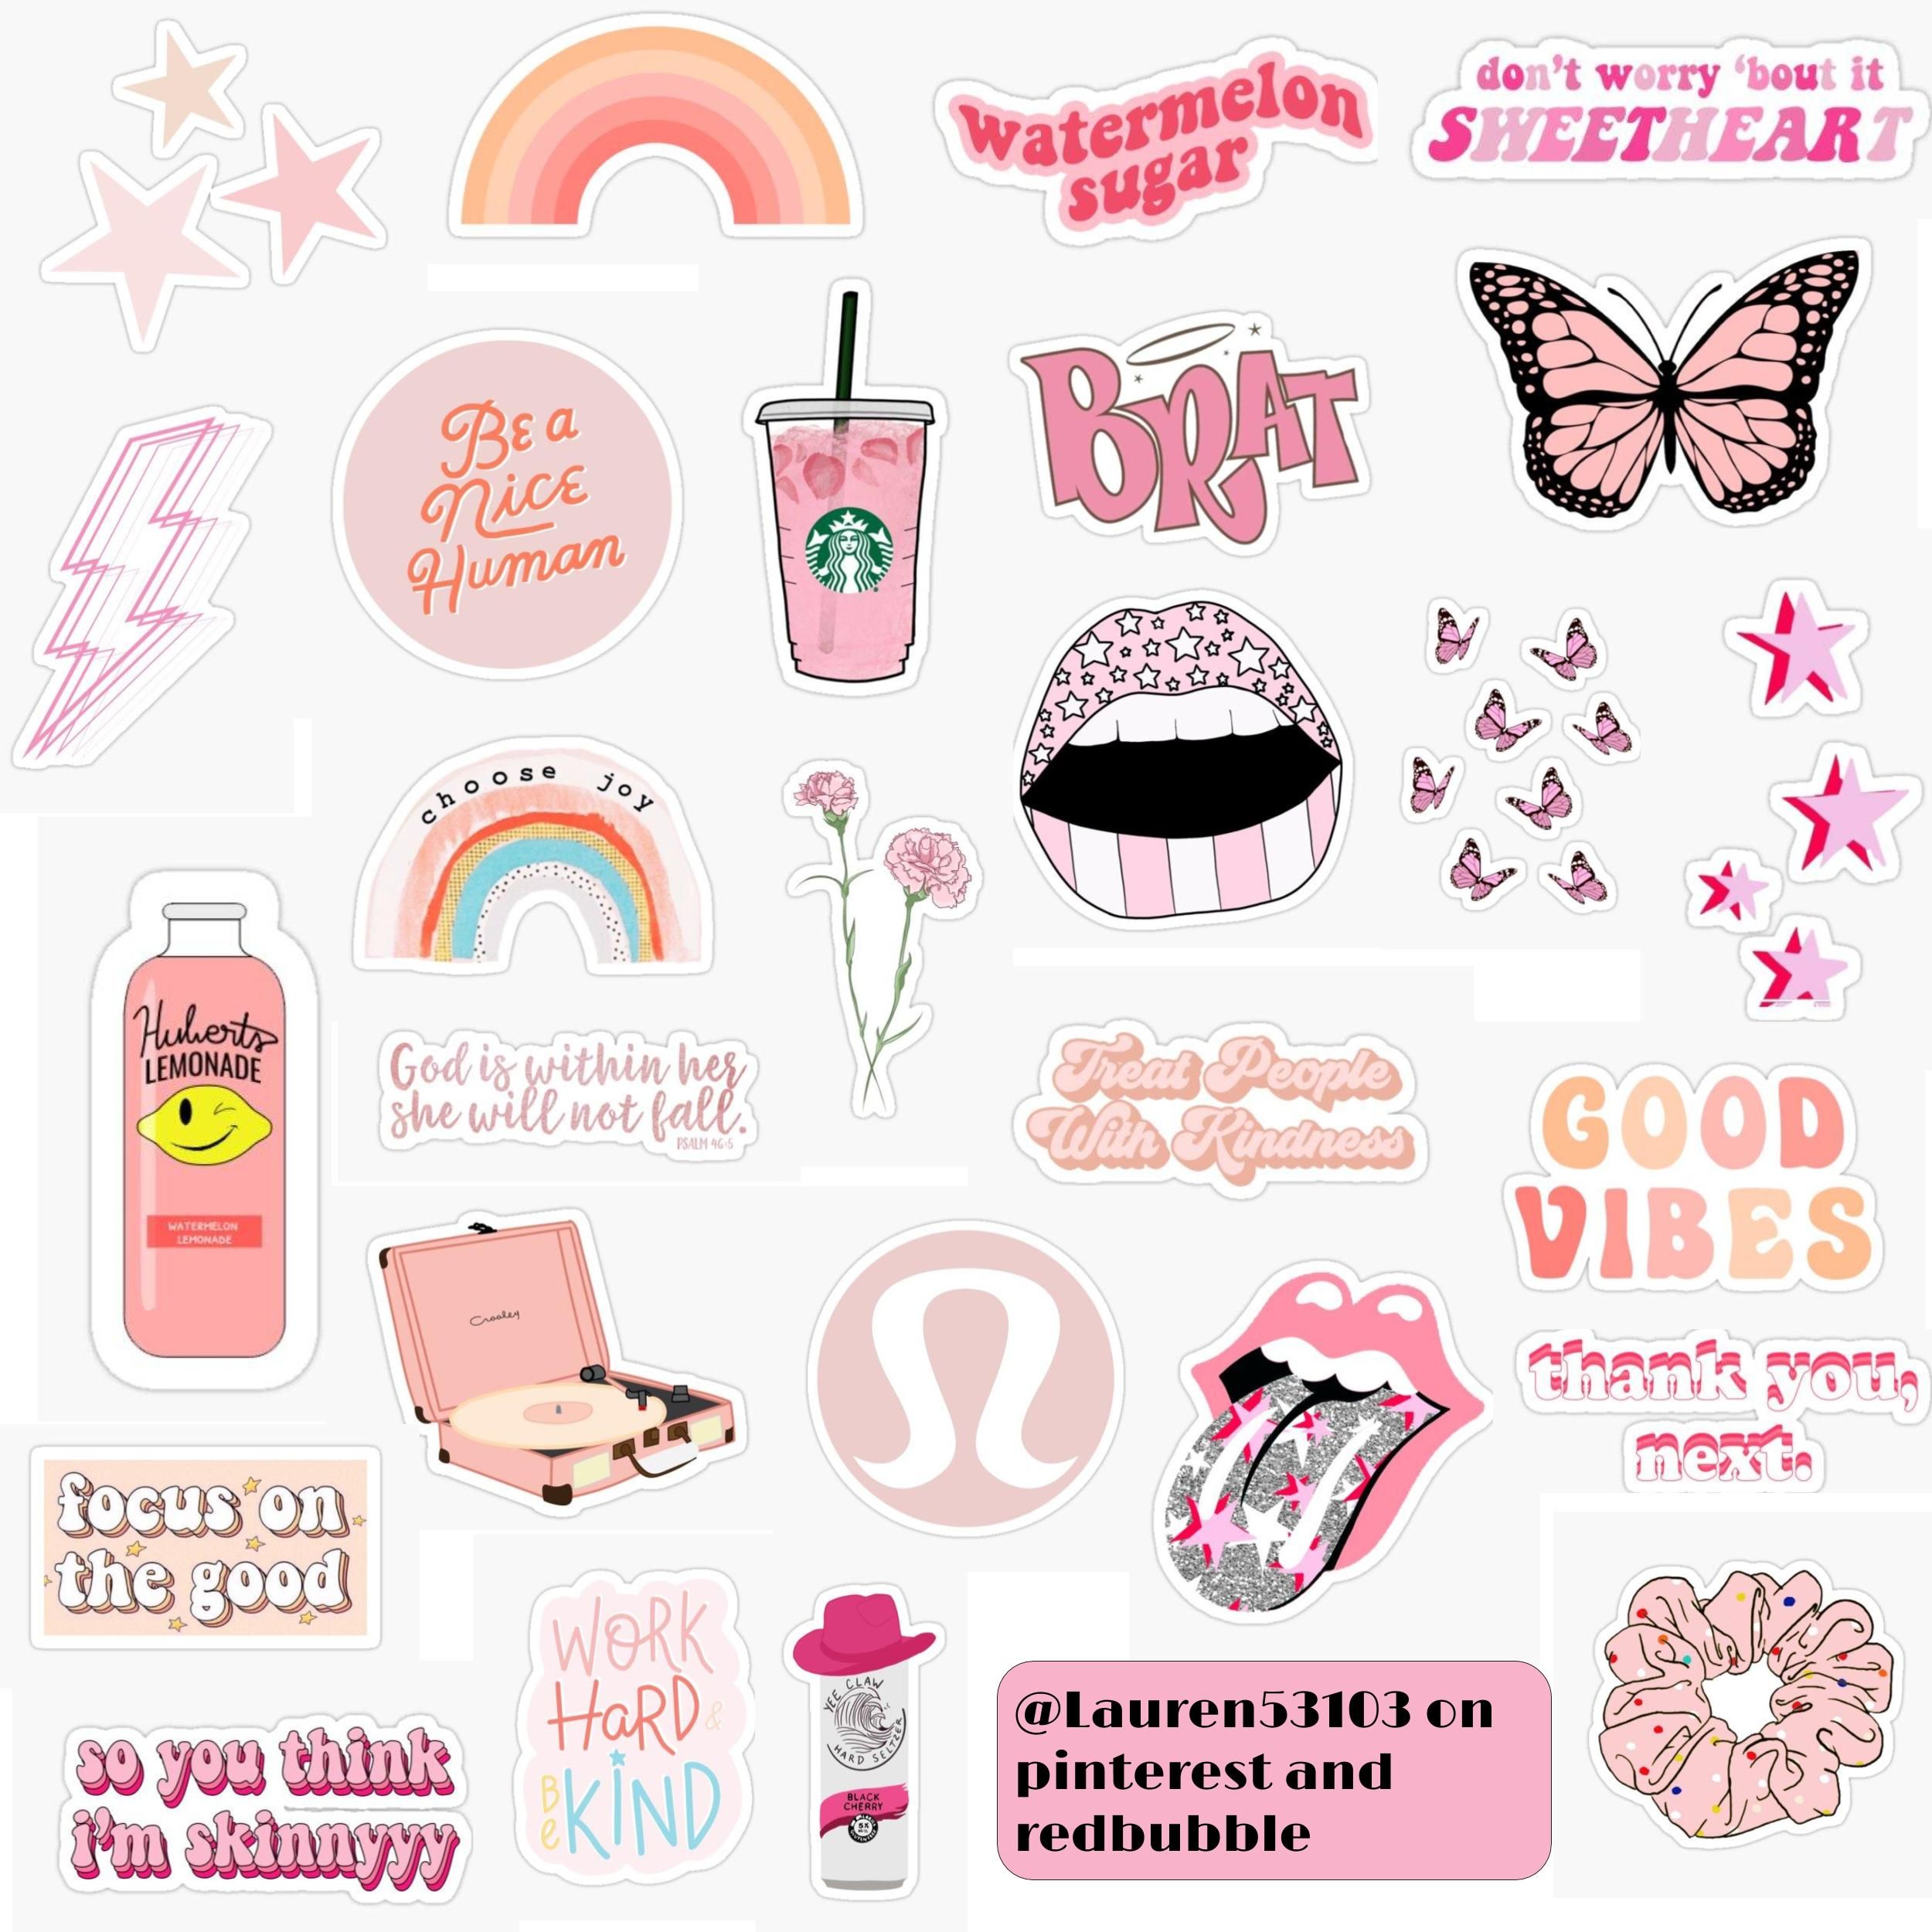 watermelon
sugar
don't worry 'bout it
SWEETHEART
Be a
Nice
Human
BRAT
choose joy
Huberts
LEMONADE
WATERMELON
LEMONADE
God is within her
she will not fall.
PSALM 46:5
Treat People
With Kindness
GOOD
VIBES
Crosley
thank you,
next.
focus on
the good
WORK
HaRD &
Be KiND
YEE CLAW
HARD SELTZER
BLACK
CHERRY
5%
so you think
i'm skinnyyy
@Lauren53103 on
pinterest and
redbubble